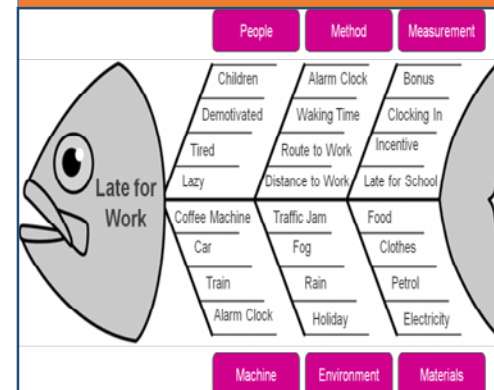 People Method Measurement
Children Alarm Clock Bonus
Demotivated Waking Time Clocking In
Tired Route to Work Incentive
Lazy Distance to Work Late for School
Late for
Work
Coffee Machine Traffic Jam Food
Car Fog Clothes
Train Rain Petrol
Alarm Clock Holiday Electricity
Machine Environment Materials